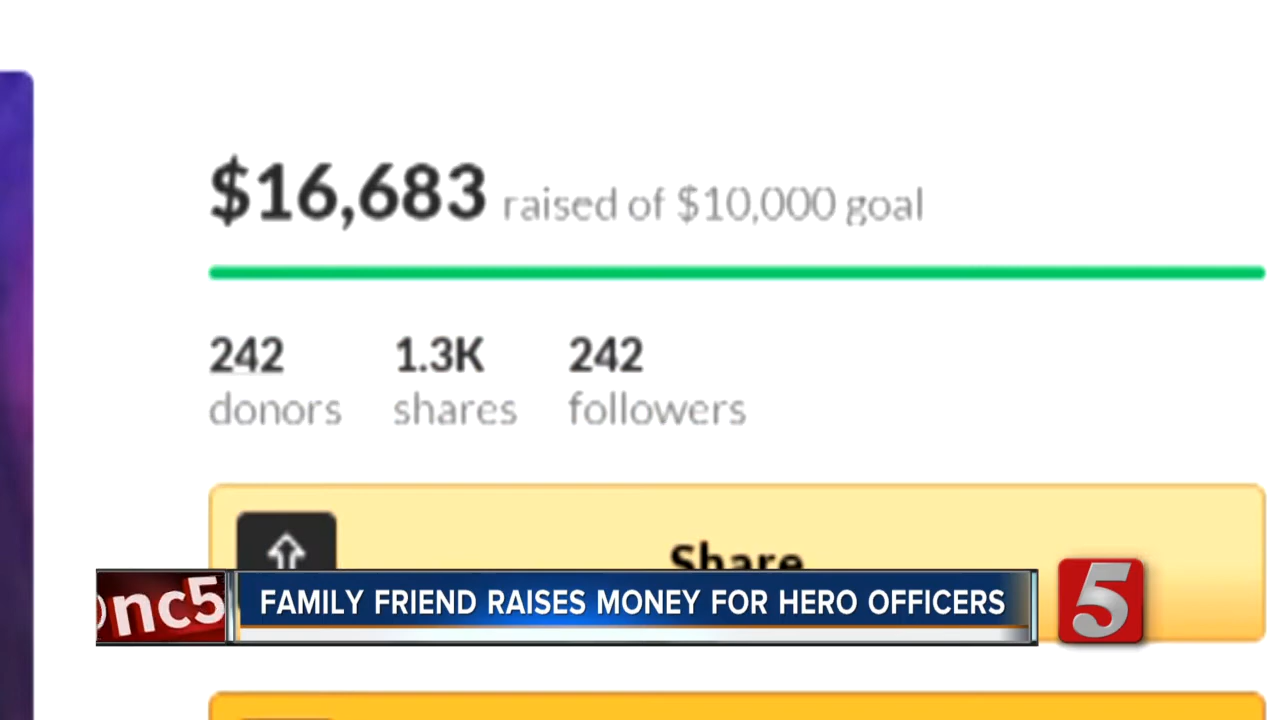 $16,683 raised of $10,000 goal
242 1.3K 242
donors shares followers
Share
nc5
FAMILY FRIEND RAISES MONEY FOR HERO OFFICERS
5